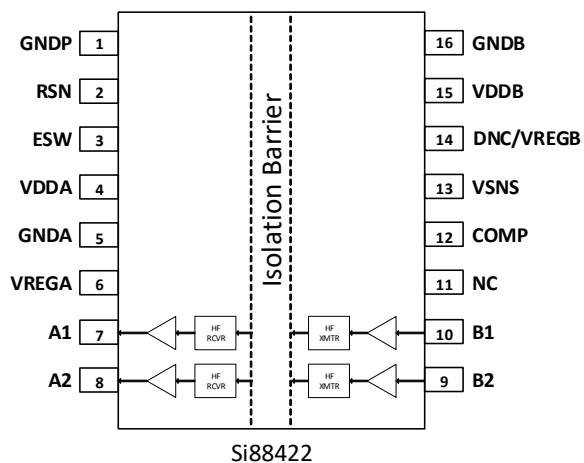 GNDP 1
RSN 2
ESW 3
VDDA 4
GNDA 5
VREGA 6
A1 7
A2 8
HF RCVR
HF RCVR
Isolation Barrier
HF XMTR
HF XMTR
16 GNDB
15 VDDB
14 DNC/VREGB
13 VSNS
12 COMP
11 NC
10 B1
9 B2
Si88422